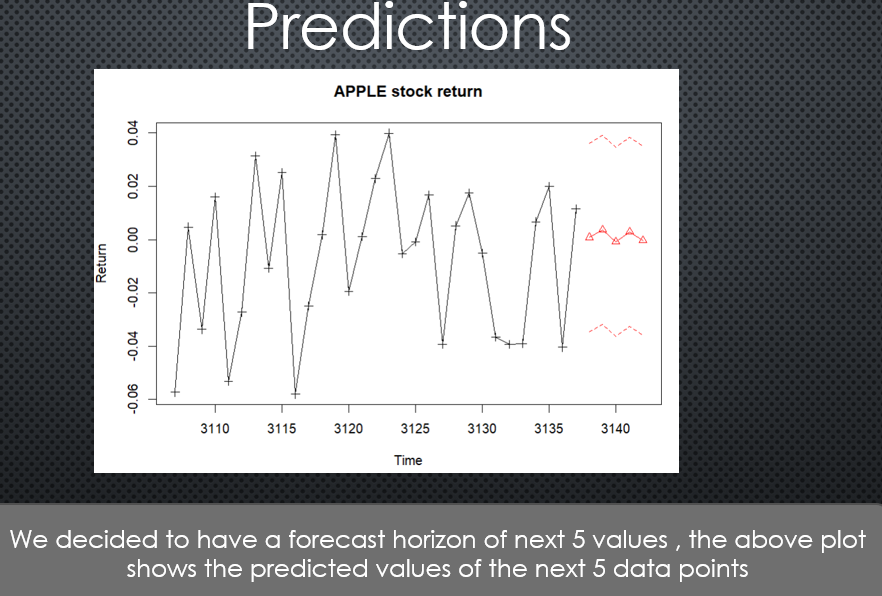 Predictions
APPLE stock return
0.04
0.02
0.00
-0.02
-0.04
-0.06
Return
3110 3115 3120 3125 3130 3135 3140
Time
We decided to have a forecast horizon of next 5 values , the above plot
shows the predicted values of the next 5 data points